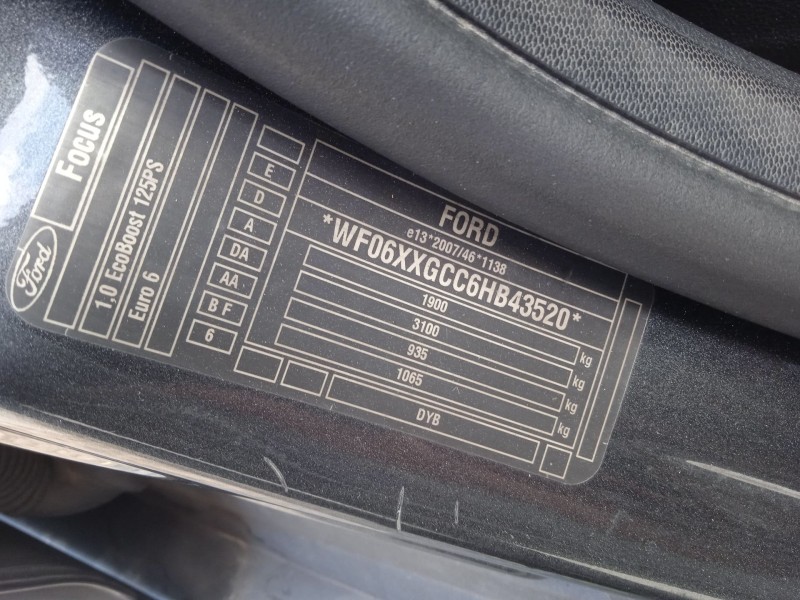 Focus
Ford
1,0 EcoBoost 125PS
Euro 6
E
D
A
DA
AA
B F
6
FORD
e13*2007/46*1138
*WF06XXGCC6HB43520*
1900 kg
3100 kg
935 kg
1065 kg
DYB